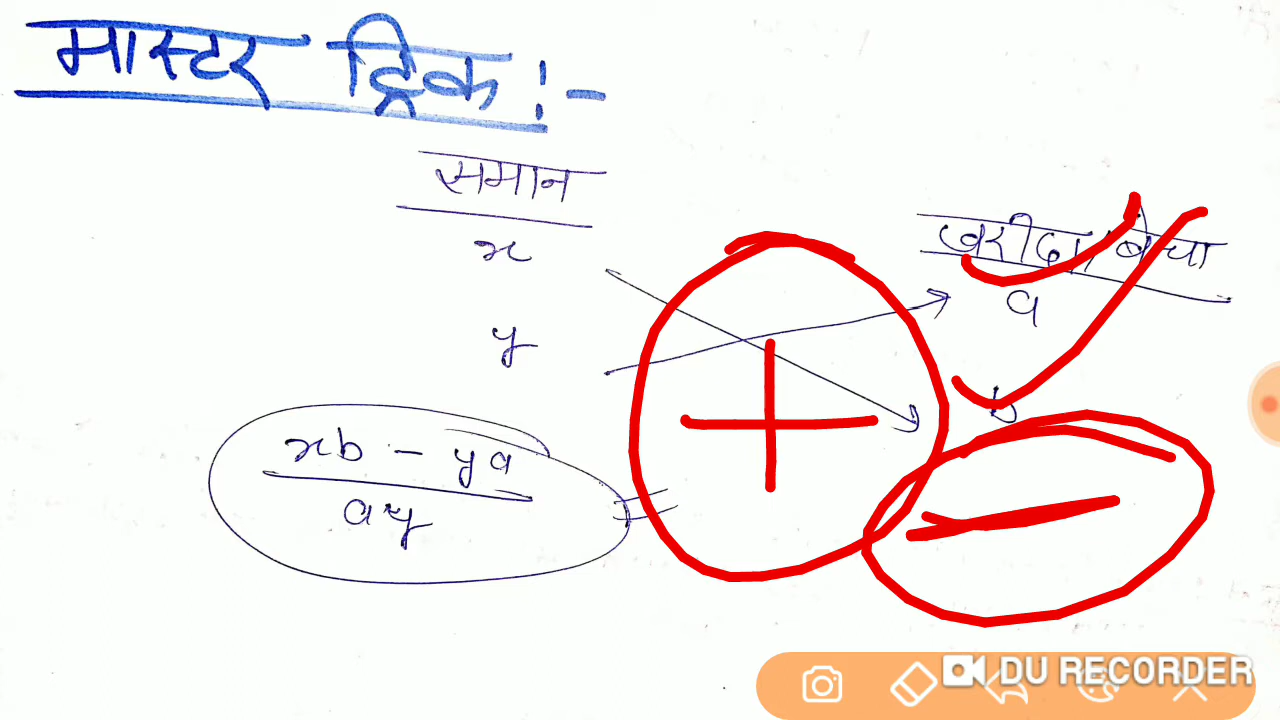 मास्टर ट्रिक :-
समान
खरीदा/बेचा
x
a
y
b
xb - ya
ay
=
+
-
DU RECORDER